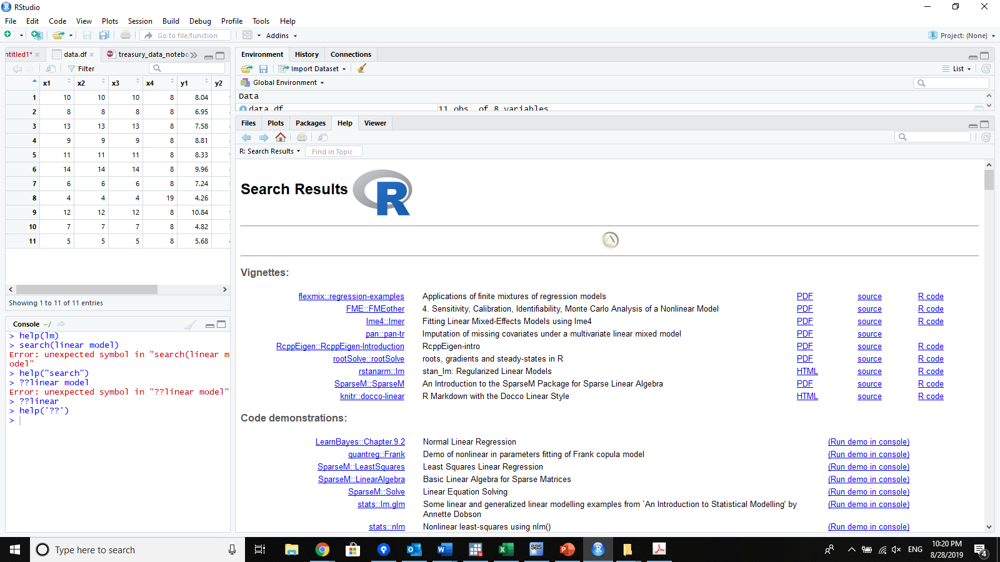 RStudio
File Edit Code View Plots Session Build Debug Profile Tools Help
Go to file/function Addins Project: (None)
ntitled1* data.df treasury_data_notebo
Filter
x1 x2 x3 x4 y1 y2
1 10 10 10 8 8.04
2 8 8 8 8 6.95
3 13 13 13 8 7.58
4 9 9 9 8 8.81
5 11 11 11 8 8.33
6 14 14 14 8 9.96
7 6 6 6 8 7.24
8 4 4 4 19 4.26
9 12 12 12 8 10.84
10 7 7 7 8 4.82
11 5 5 5 8 5.68
Showing 1 to 11 of 11 entries
Console ~/
> help(lm)
> search(linear model)
Error: unexpected symbol in "search(linear m
odel"
> help("search")
> ??linear model
Error: unexpected symbol in "??linear model"
> ??linear
> help('??')
>
Environment History Connections
Import Dataset List
Global Environment
Data
data.df 11 obs. of 8 variables
Files Plots Packages Help Viewer
R: Search Results Find in Topic
Search Results R
Vignettes:
flexmix::regression-examples Applications of finite mixtures of regression models PDF source R code
FME::FMEother 4. Sensitivity, Calibration, Identifiability, Monte Carlo Analysis of a Nonlinear Model PDF source R code
lme4::lmer Fitting Linear Mixed-Effects Models using lme4 PDF source R code
pan::pan-tr Imputation of missing covariates under a multivariate linear mixed model PDF source
RcppEigen::RcppEigen-Introduction RcppEigen-intro PDF source R code
rootSolve::rootSolve roots, gradients and steady-states in R PDF source R code
rstanarm::lm stan_lm: Regularized Linear Models HTML source R code
SparseM::SparseM An Introduction to the SparseM Package for Sparse Linear Algebra PDF source R code
knitr::docco-linear R Markdown with the Docco Linear Style HTML source R code
Code demonstrations:
LearnBayes::Chapter.9.2 Normal Linear Regression (Run demo in console)
quantreg::Frank Demo of nonlinear in parameters fitting of Frank copula model (Run demo in console)
SparseM::LeastSquares Least Squares Linear Regression (Run demo in console)
SparseM::LinearAlgebra Basic Linear Algebra for Sparse Matrices (Run demo in console)
SparseM::Solve Linear Equation Solving (Run demo in console)
stats::lm.glm Some linear and generalized linear modelling examples from `An Introduction to Statistical Modelling' by (Run demo in console)
Annette Dobson
stats::nlm Nonlinear least-squares using nlm() (Run demo in console)
Type here to search
ENG
10:20 PM
8/28/2019
4